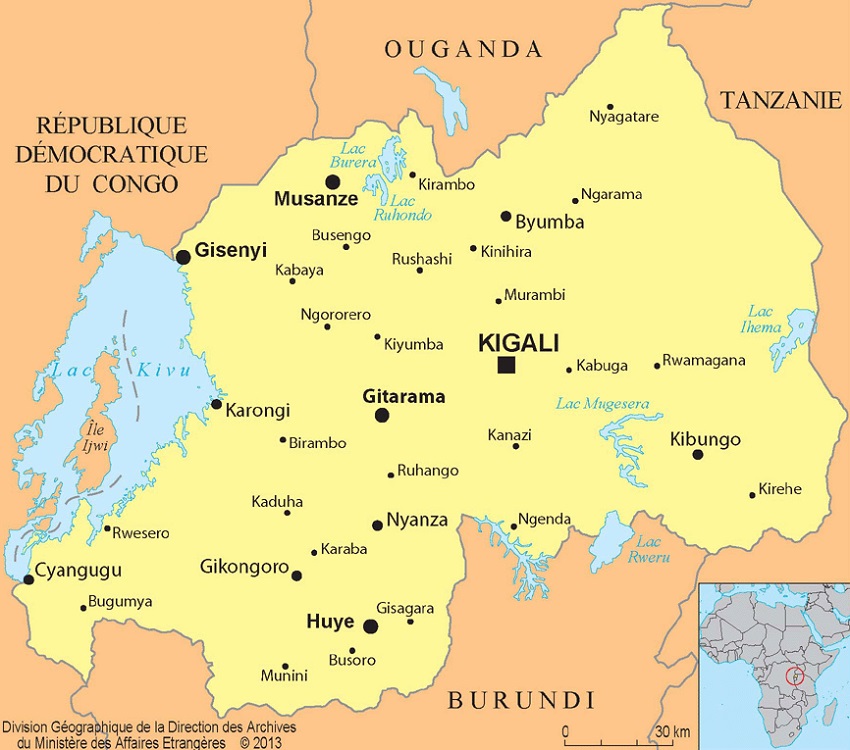 OUGANDA
TANZANIE
RÉPUBLIQUE
DÉMOCRATIQUE
DU CONGO
Nyagatare
Lac
Burera
Kirambo
Musanze
Lac
Ruhondo
Ngarama
Byumba
Busengo
Gisenyi
Rushashi
Kinihira
Kabaya
Murambi
Ngororero
Lac
Ihema
Kiyumba
KIGALI
Kabuga
Rwamagana
Lac Kivu
Gitarama
Karongi
Lac Mugesera
Île
Ijwi
Birambo
Kanazi
Kibungo
Ruhango
Kirehe
Kaduha
Nyanza
Ngenda
Rwesero
Karaba
Lac
Rweru
Cyangugu
Gikongoro
Bugumya
Gisagara
Huye
Busoro
Munini
BURUNDI
Division Géographique de la Direction des Archives
du Ministère des Affaires Etrangères © 2013
0 30 km